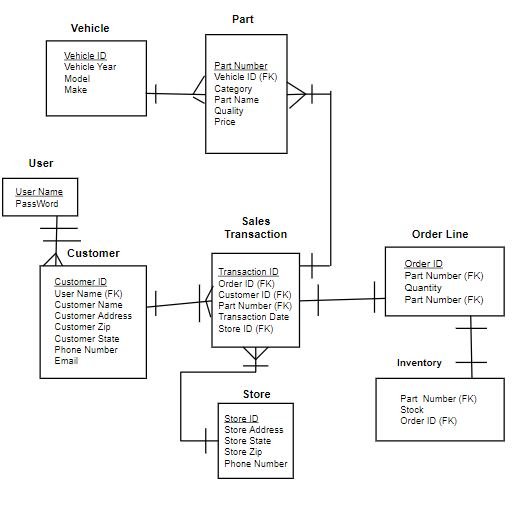 Part
Vehicle
Vehicle ID
Vehicle Year
Model
Make
Part Number
Vehicle ID (FK)
Category
Part Name
Quality
Price
User
User Name
PassWord
Sales
Transaction
Order Line
Customer
Customer ID
User Name (FK)
Customer Name
Customer Address
Customer Zip
Customer State
Phone Number
Email
Transaction ID
Order ID (FK)
Customer ID (FK)
Part Number (FK)
Transaction Date
Store ID (FK)
Order ID
Part Number (FK)
Quantity
Part Number (FK)
Inventory
Part Number (FK)
Stock
Order ID (FK)
Store
Store ID
Store Address
Store State
Store Zip
Phone Number